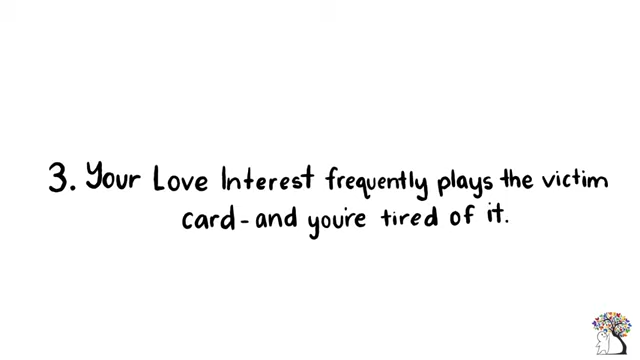 3. Your Love Interest frequently plays the victim
card - and you're tired of it.